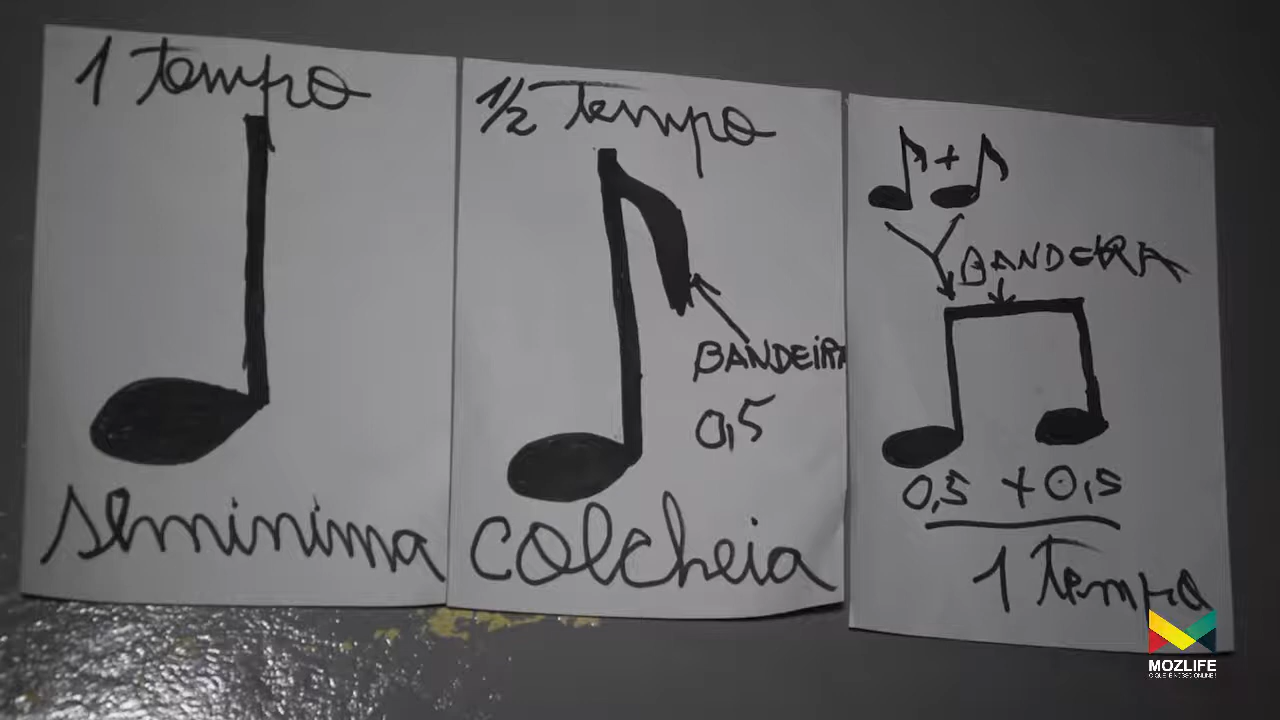 1 tempo
seminima
1/2 Tempo
BANDEIRA
0,5
colcheia
+
BANDEIRA
0,5 + 0,5
1 Tempo
MOZLIFE